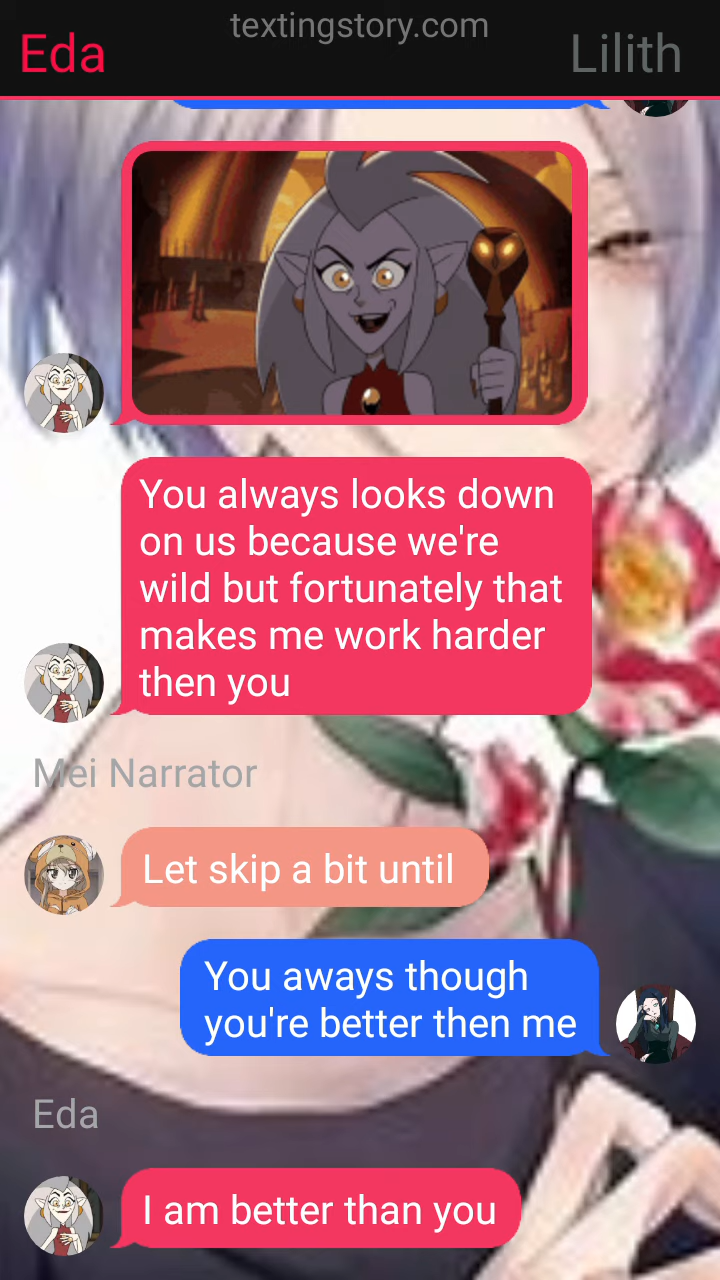 textingstory.com
Eda
Lilith
You always looks down
on us because we're
wild but fortunately that
makes me work harder
then you
Mei Narrator
Let skip a bit until
You aways though
you're better then me
Eda
I am better than you